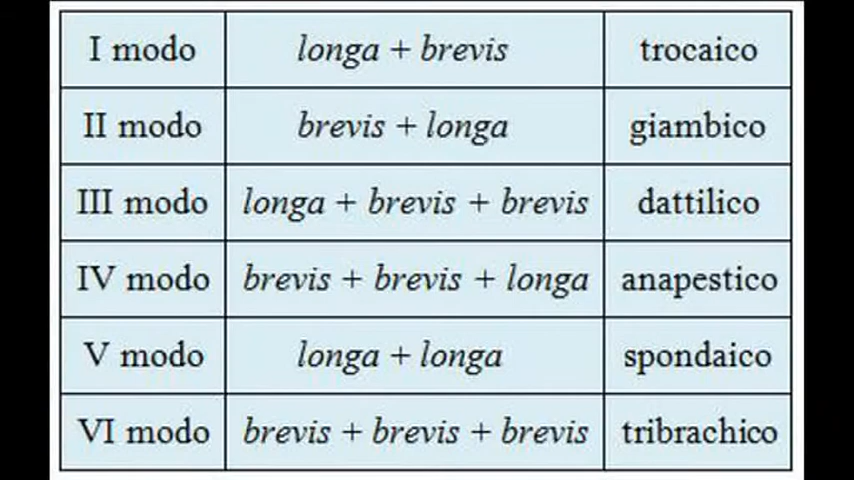 I modo longa + brevis trocaico
II modo brevis + longa giambico
III modo longa + brevis + brevis dattilico
IV modo brevis + brevis + longa anapestico
V modo longa + longa spondaico
VI modo brevis + brevis + brevis tribrachico